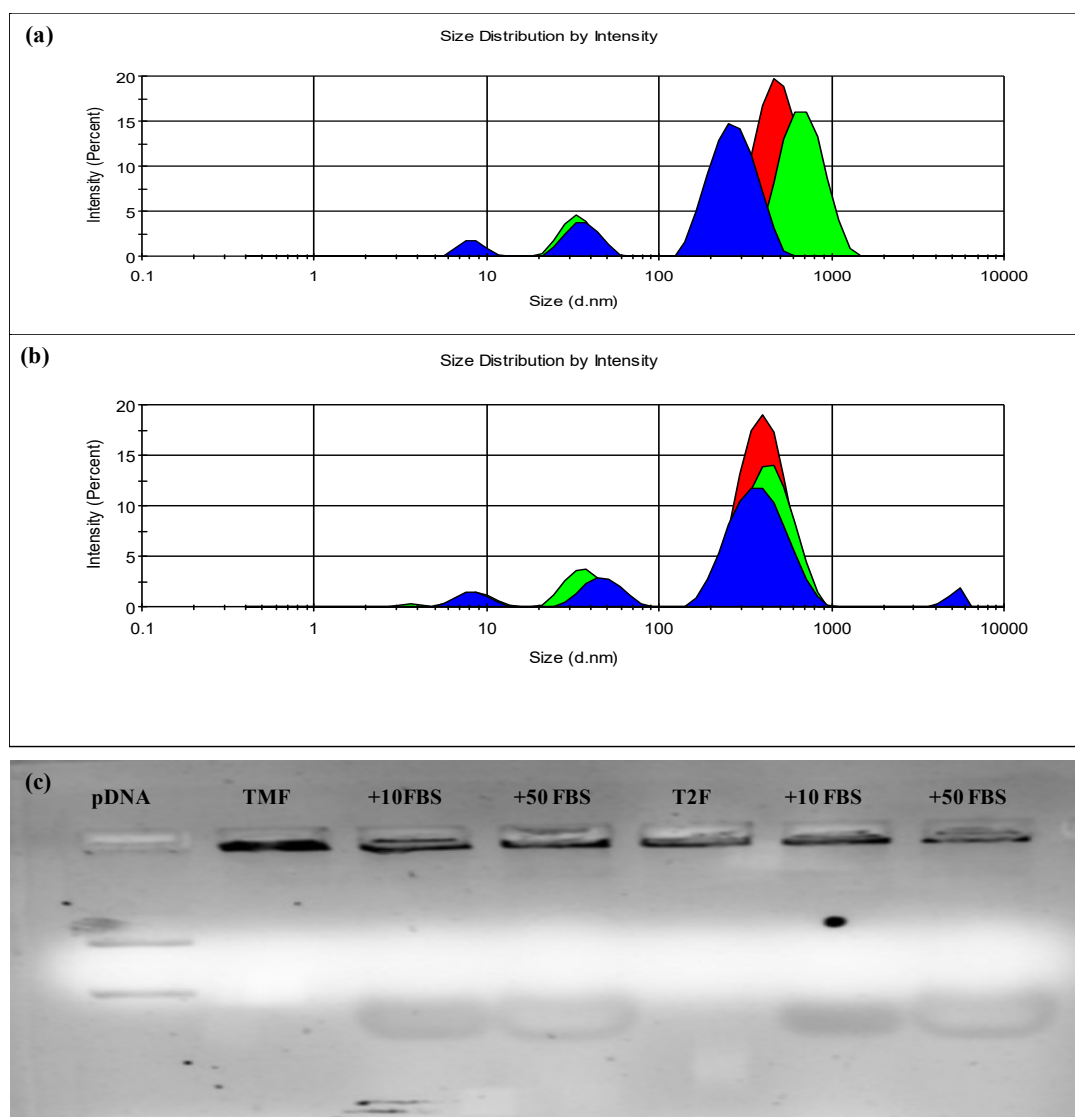 (a)
Size Distribution by Intensity
Intensity (Percent)
20
15
10
5
0
0.1 1 10 100 1000 10000
Size (d.nm)
(b)
Size Distribution by Intensity
Intensity (Percent)
20
15
10
5
0
0.1 1 10 100 1000 10000
Size (d.nm)
(c)
pDNA TMF +10FBS +50 FBS T2F +10 FBS +50 FBS